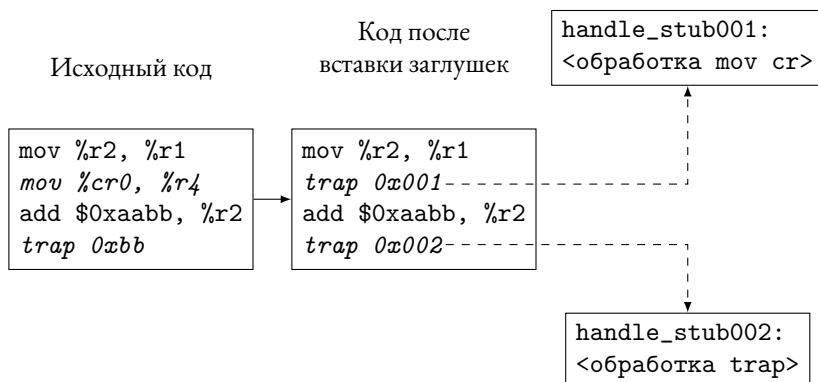 Исходный код
mov %r2, %r1
mov %cr0, %r4
add $0xaabb, %r2
trap 0xbb
Код после
вставки заглушек
mov %r2, %r1
trap 0x001
add $0xaabb, %r2
trap 0x002
handle_stub001:
<обработка mov cr>
handle_stub002:
<обработка trap>